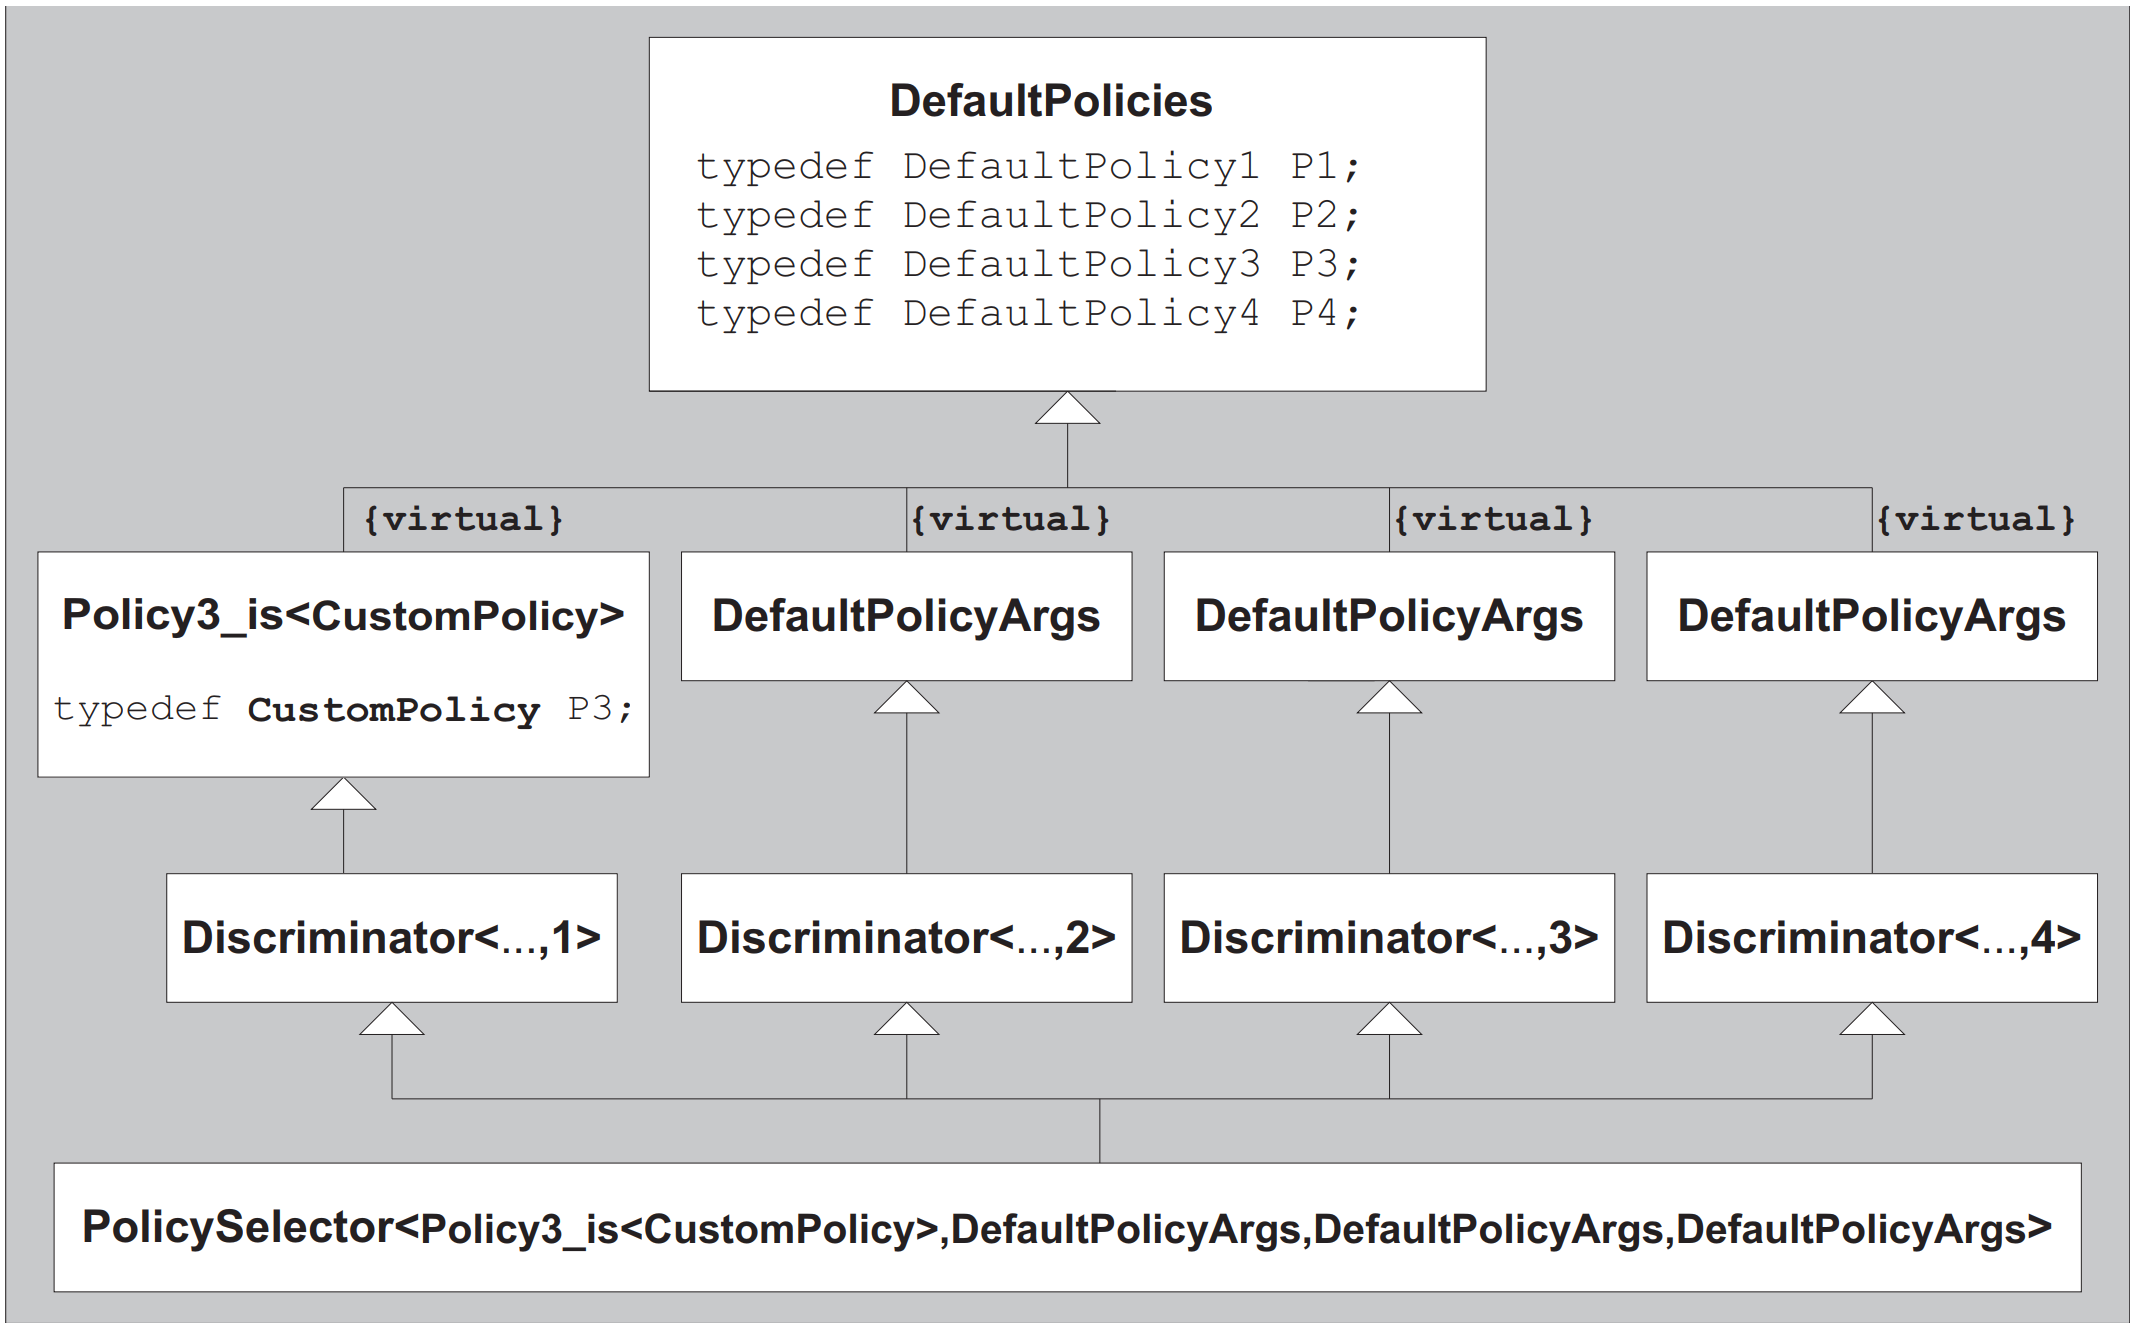 DefaultPolicies
typedef DefaultPolicy1 P1;
typedef DefaultPolicy2 P2;
typedef DefaultPolicy3 P3;
typedef DefaultPolicy4 P4;
{virtual} {virtual} {virtual} {virtual}
Policy3_is<CustomPolicy> DefaultPolicyArgs DefaultPolicyArgs DefaultPolicyArgs
typedef CustomPolicy P3;
Discriminator<...,1> Discriminator<...,2> Discriminator<...,3> Discriminator<...,4>
PolicySelector<Policy3_is<CustomPolicy>,DefaultPolicyArgs,DefaultPolicyArgs,DefaultPolicyArgs>